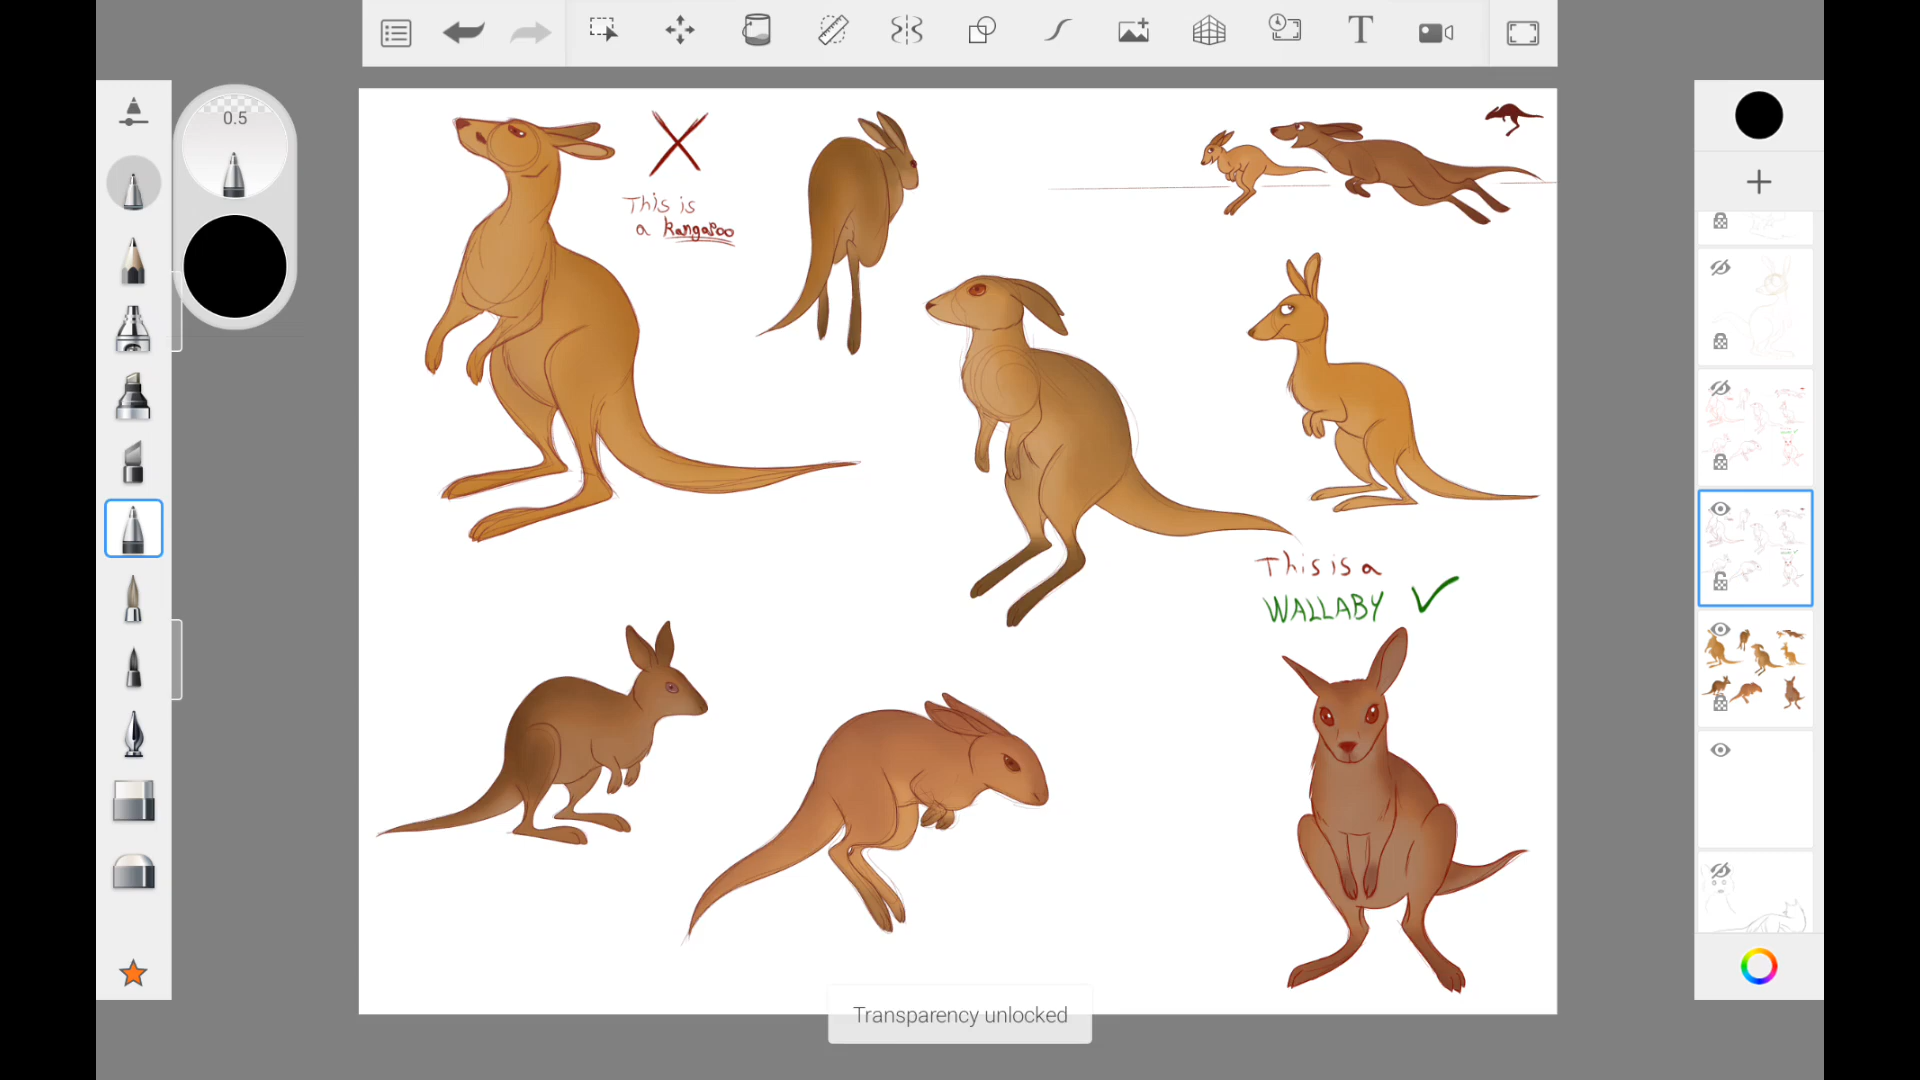 0.5
This is
a kangaroo
This is a
WALLABY
Transparency unlocked